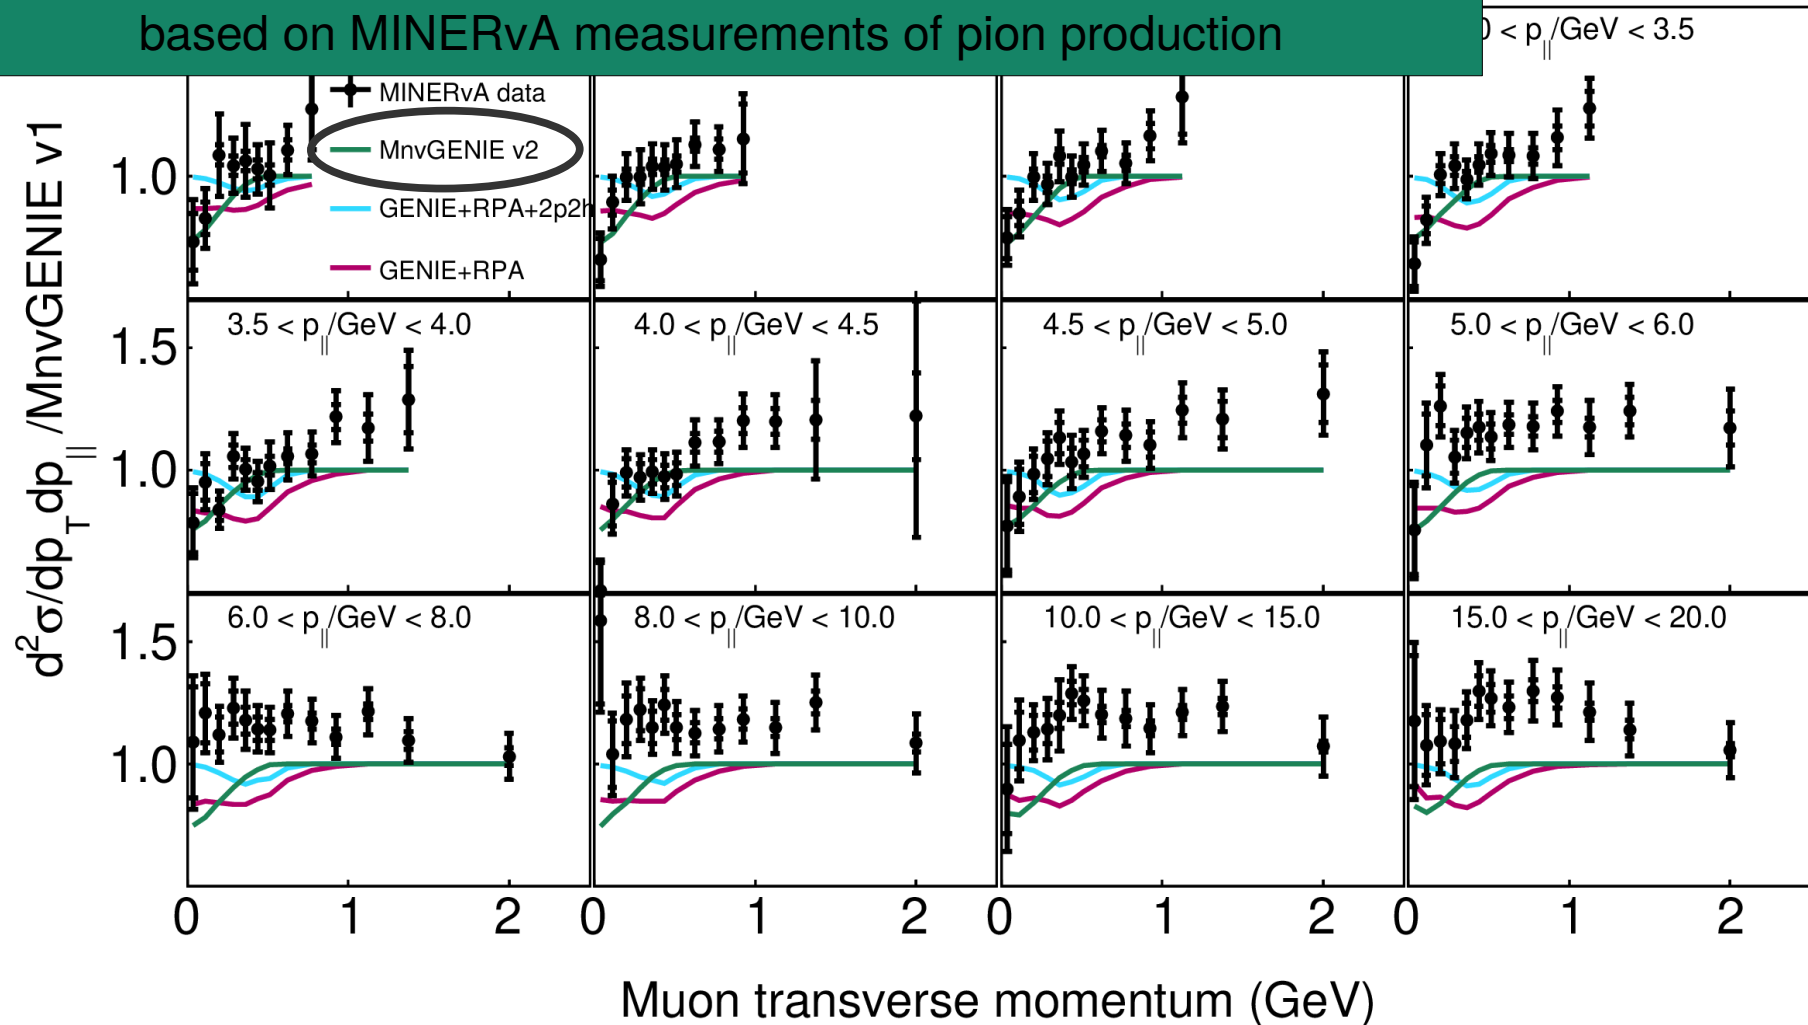 based on MINERvA measurements of pion production
0 < p||/GeV < 3.5
MINERvA data
MnvGENIE v2
GENIE+RPA+2p2h
GENIE+RPA
1.0
3.5 < p||/GeV < 4.0
4.0 < p||/GeV < 4.5
4.5 < p||/GeV < 5.0
5.0 < p||/GeV < 6.0
1.5
1.0
6.0 < p||/GeV < 8.0
8.0 < p||/GeV < 10.0
10.0 < p||/GeV < 15.0
15.0 < p||/GeV < 20.0
1.5
1.0
0 1 2 0 1 2 0 1 2 0 1 2
d²σ/dp_T dp_|| /MnvGENIE v1
Muon transverse momentum (GeV)